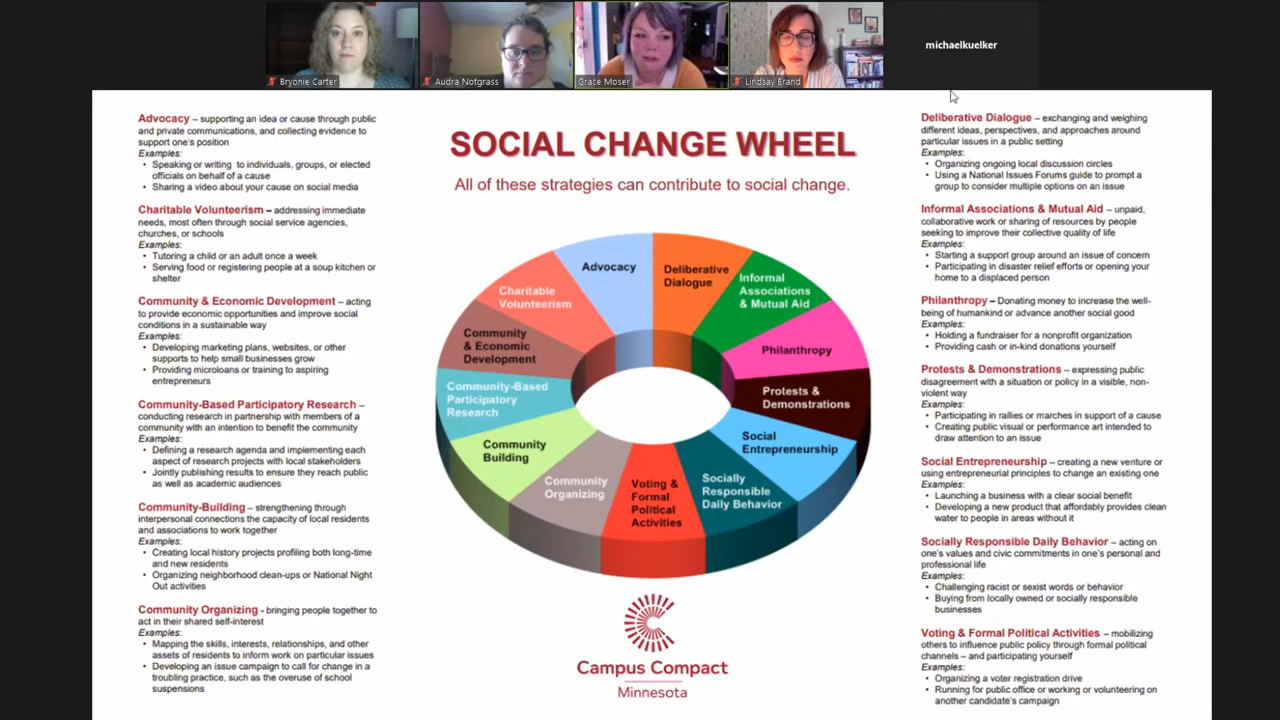 Bryonie Carter
Audra Notgrass
Grace Moser
Lindsay Brand
michaelkuelker
SOCIAL CHANGE WHEEL
All of these strategies can contribute to social change.
Advocacy – supporting an idea or cause through public
and private communications, and collecting evidence to
support one's position
Examples:
• Speaking or writing to individuals, groups, or elected
officials on behalf of a cause
• Sharing a video about your cause on social media
Charitable Volunteerism – addressing immediate
needs, most often through social service agencies,
churches, or schools
Examples:
• Tutoring a child or an adult once a week
• Serving food or registering people at a soup kitchen or
shelter
Community & Economic Development – acting
to provide economic opportunities and improve social
conditions in a sustainable way
Examples:
• Developing marketing plans, websites, or other
supports to help small businesses grow
• Providing microloans or training to aspiring
entrepreneurs
Community-Based Participatory Research –
conducting research in partnership with members of a
community with an intention to benefit the community
Examples:
• Defining a research agenda and implementing each
aspect of research projects with local stakeholders
• Jointly publishing results to ensure they reach public
as well as academic audiences
Community-Building – strengthening through
interpersonal connections the capacity of local residents
and associations to work together
Examples:
• Creating local history projects profiling both long-time
and new residents
• Organizing neighborhood clean-ups or National Night
Out activities
Community Organizing - bringing people together to
act in their shared self-interest
Examples:
• Mapping the skills, interests, relationships, and other
assets of residents to inform work on particular issues
• Developing an issue campaign to call for change in a
troubling practice, such as the overuse of school
suspensions
Advocacy
Deliberative
Dialogue
Informal
Associations
& Mutual Aid
Philanthropy
Protests &
Demonstrations
Social
Entrepreneurship
Socially
Responsible
Daily Behavior
Voting &
Formal
Political
Activities
Community
Organizing
Community
Building
Community-Based
Participatory
Research
Community
& Economic
Development
Charitable
Volunteerism
Campus Compact
Minnesota
Deliberative Dialogue – exchanging and weighing
different ideas, perspectives, and approaches around
particular issues in a public setting
Examples:
• Organizing ongoing local discussion circles
• Using a National Issues Forums guide to prompt a
group to consider multiple options on an issue
Informal Associations & Mutual Aid – unpaid,
collaborative work or sharing of resources by people
seeking to improve their collective quality of life
Examples:
• Starting a support group around an issue of concern
• Participating in disaster relief efforts or opening your
home to a displaced person
Philanthropy – Donating money to increase the well-
being of humankind or advance another social good
Examples:
• Holding a fundraiser for a nonprofit organization
• Providing cash or in-kind donations yourself
Protests & Demonstrations – expressing public
disagreement with a situation or policy in a visible, non-
violent way
Examples:
• Participating in rallies or marches in support of a cause
• Creating public visual or performance art intended to
draw attention to an issue
Social Entrepreneurship – creating a new venture or
using entrepreneurial principles to change an existing one
Examples:
• Launching a business with a clear social benefit
• Developing a new product that affordably provides clean
water to people in areas without it
Socially Responsible Daily Behavior – acting on
one's values and civic commitments in one's personal and
professional life
Examples:
• Challenging racist or sexist words or behavior
• Buying from locally owned or socially responsible
businesses
Voting & Formal Political Activities – mobilizing
others to influence public policy through formal political
channels – and participating yourself
Examples:
• Organizing a voter registration drive
• Running for public office or working or volunteering on
another candidate's campaign